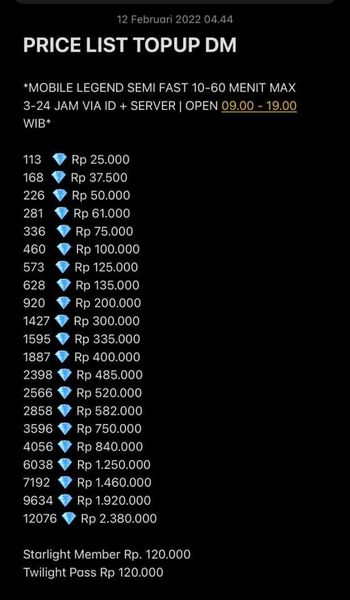 12 Februari 2022 04.44
PRICE LIST TOPUP DM
*MOBILE LEGEND SEMI FAST 10-60 MENIT MAX
3-24 JAM VIA ID + SERVER | OPEN 09.00 - 19.00
WIB*
113 💎 Rp 25.000
168 💎 Rp 37.500
226 💎 Rp 50.000
281 💎 Rp 61.000
336 💎 Rp 75.000
460 💎 Rp 100.000
573 💎 Rp 125.000
628 💎 Rp 135.000
920 💎 Rp 200.000
1427 💎 Rp 300.000
1595 💎 Rp 335.000
1887 💎 Rp 400.000
2398 💎 Rp 485.000
2566 💎 Rp 520.000
2858 💎 Rp 582.000
3596 💎 Rp 750.000
4056 💎 Rp 840.000
6038 💎 Rp 1.250.000
7192 💎 Rp 1.460.000
9634 💎 Rp 1.920.000
12076 💎 Rp 2.380.000
Starlight Member Rp. 120.000
Twilight Pass Rp 120.000